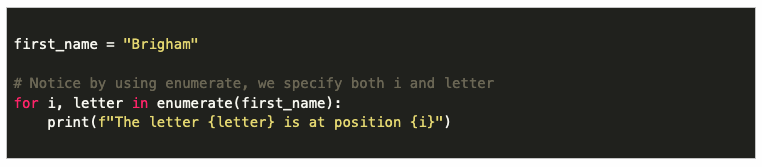 first_name = "Brigham"
# Notice by using enumerate, we specify both i and letter
for i, letter in enumerate(first_name):
    print(f"The letter {letter} is at position {i}")